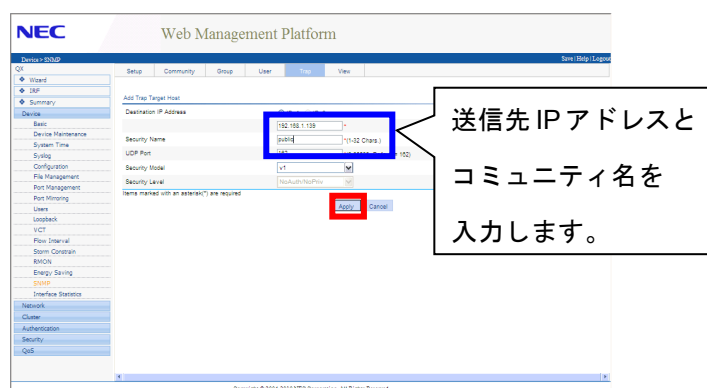 NEC
Web Management Platform
Device > SNMP
Save | Help | Logout
QX
Wizard
IRF
Summary
Device
Basic
Device Maintenance
System Time
Syslog
Configuration
File Management
Port Management
Port Mirroring
Users
Loopback
VCT
Flow Interval
Storm Constrain
RMON
Energy Saving
SNMP
Interface Statistics
Network
Cluster
Authentication
Security
QoS
Setup Community Group User Trap View
Add Trap Target Host
Destination IP Address
192.168.1.139 *
Security Name public *(1-32 Chars.)
UDP Port 162
Security Model v1
Security Level NoAuth/NoPriv
Items marked with an asterisk(*) are required
Apply Cancel
送信先 IP アドレスと
コミュニティ名を
入力します。